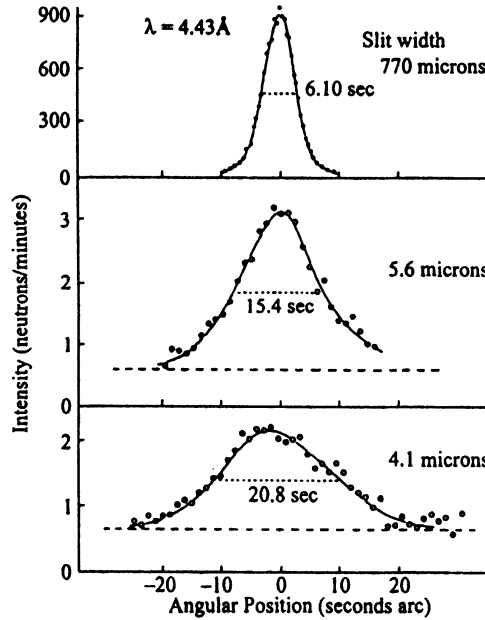 900
λ = 4.43Å
Slit width
770 microns
600
6.10 sec
300
0
Intensity (neutrons/minutes)
3
5.6 microns
2
15.4 sec
1
0
2
4.1 microns
20.8 sec
1
0
−20 −10 0 10 20
Angular Position (seconds arc)